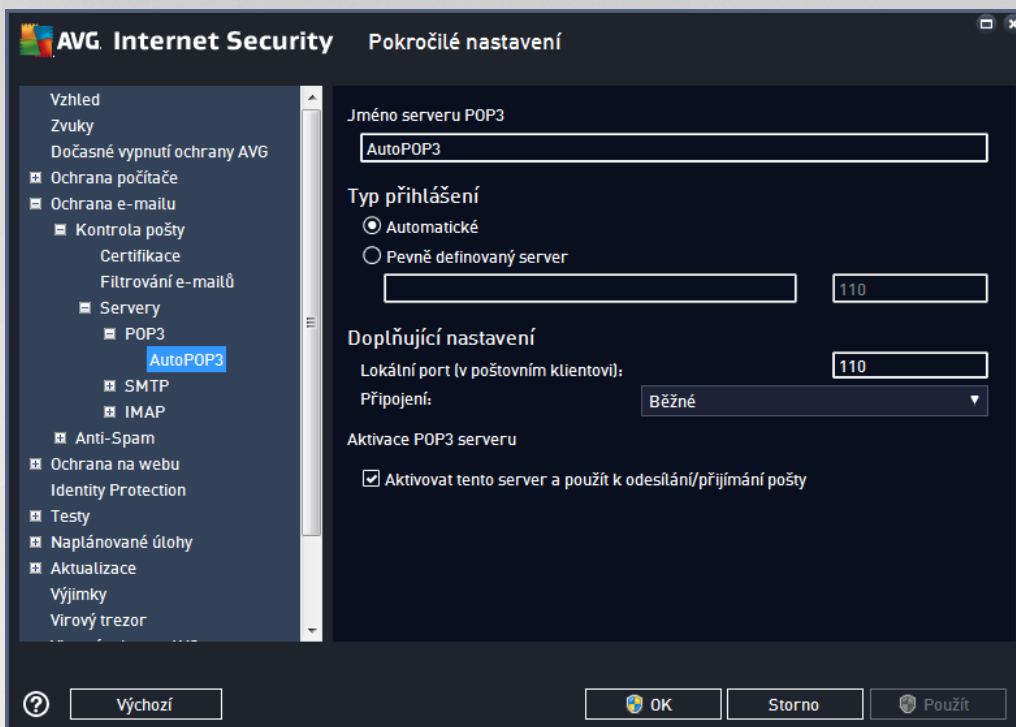 AVG. Internet Security Pokročilé nastavení
Vzhled
Zvuky
Dočasné vypnutí ochrany AVG
Ochrana počítače
Ochrana e-mailu
Kontrola pošty
Certifikace
Filtrování e-mailů
Servery
POP3
AutoPOP3
SMTP
IMAP
Anti-Spam
Ochrana na webu
Identity Protection
Testy
Naplánované úlohy
Aktualizace
Výjimky
Virový trezor
Jméno serveru POP3
AutoPOP3
Typ přihlášení
Automatické
Pevně definovaný server
110
Doplňující nastavení
Lokální port (v poštovním klientovi): 110
Připojení: Běžné
Aktivace POP3 serveru
Aktivovat tento server a použít k odesílání/přijímání pošty
Výchozí OK Storno Použít